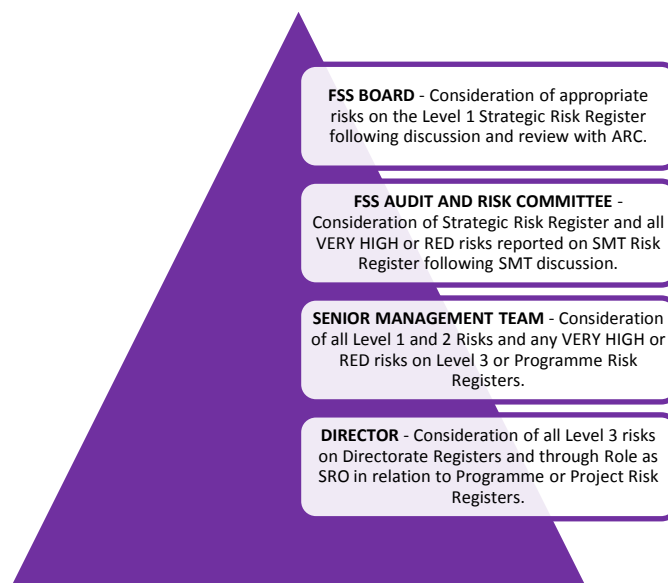 FSS BOARD - Consideration of appropriate
risks on the Level 1 Strategic Risk Register
following discussion and review with ARC.
FSS AUDIT AND RISK COMMITTEE -
Consideration of Strategic Risk Register and all
VERY HIGH or RED risks reported on SMT Risk
Register following SMT discussion.
SENIOR MANAGEMENT TEAM - Consideration
of all Level 1 and 2 Risks and any VERY HIGH or
RED risks on Level 3 or Programme Risk
Registers.
DIRECTOR - Consideration of all Level 3 risks
on Directorate Registers and through Role as
SRO in relation to Programme or Project Risk
Registers.